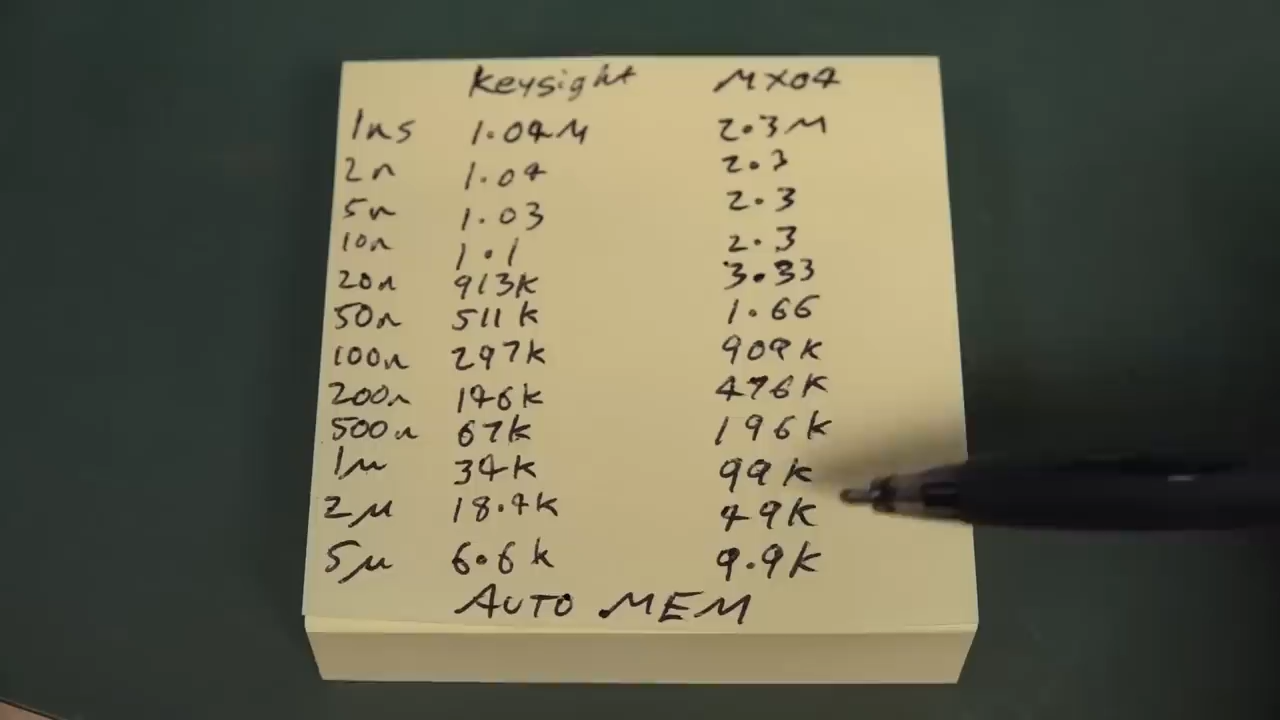 Keysight MXO4
1ns 1.04M 2.3M
2n 1.04 2.3
5n 1.03 2.3
10n 1.1 2.3
20n 913k 3.33
50n 511k 1.66
100n 297k 909k
200n 146k 476k
500n 67k 196k
1µ 34k 99k
2µ 18.4k 49k
5µ 6.6k 9.9k
AUTO MEM